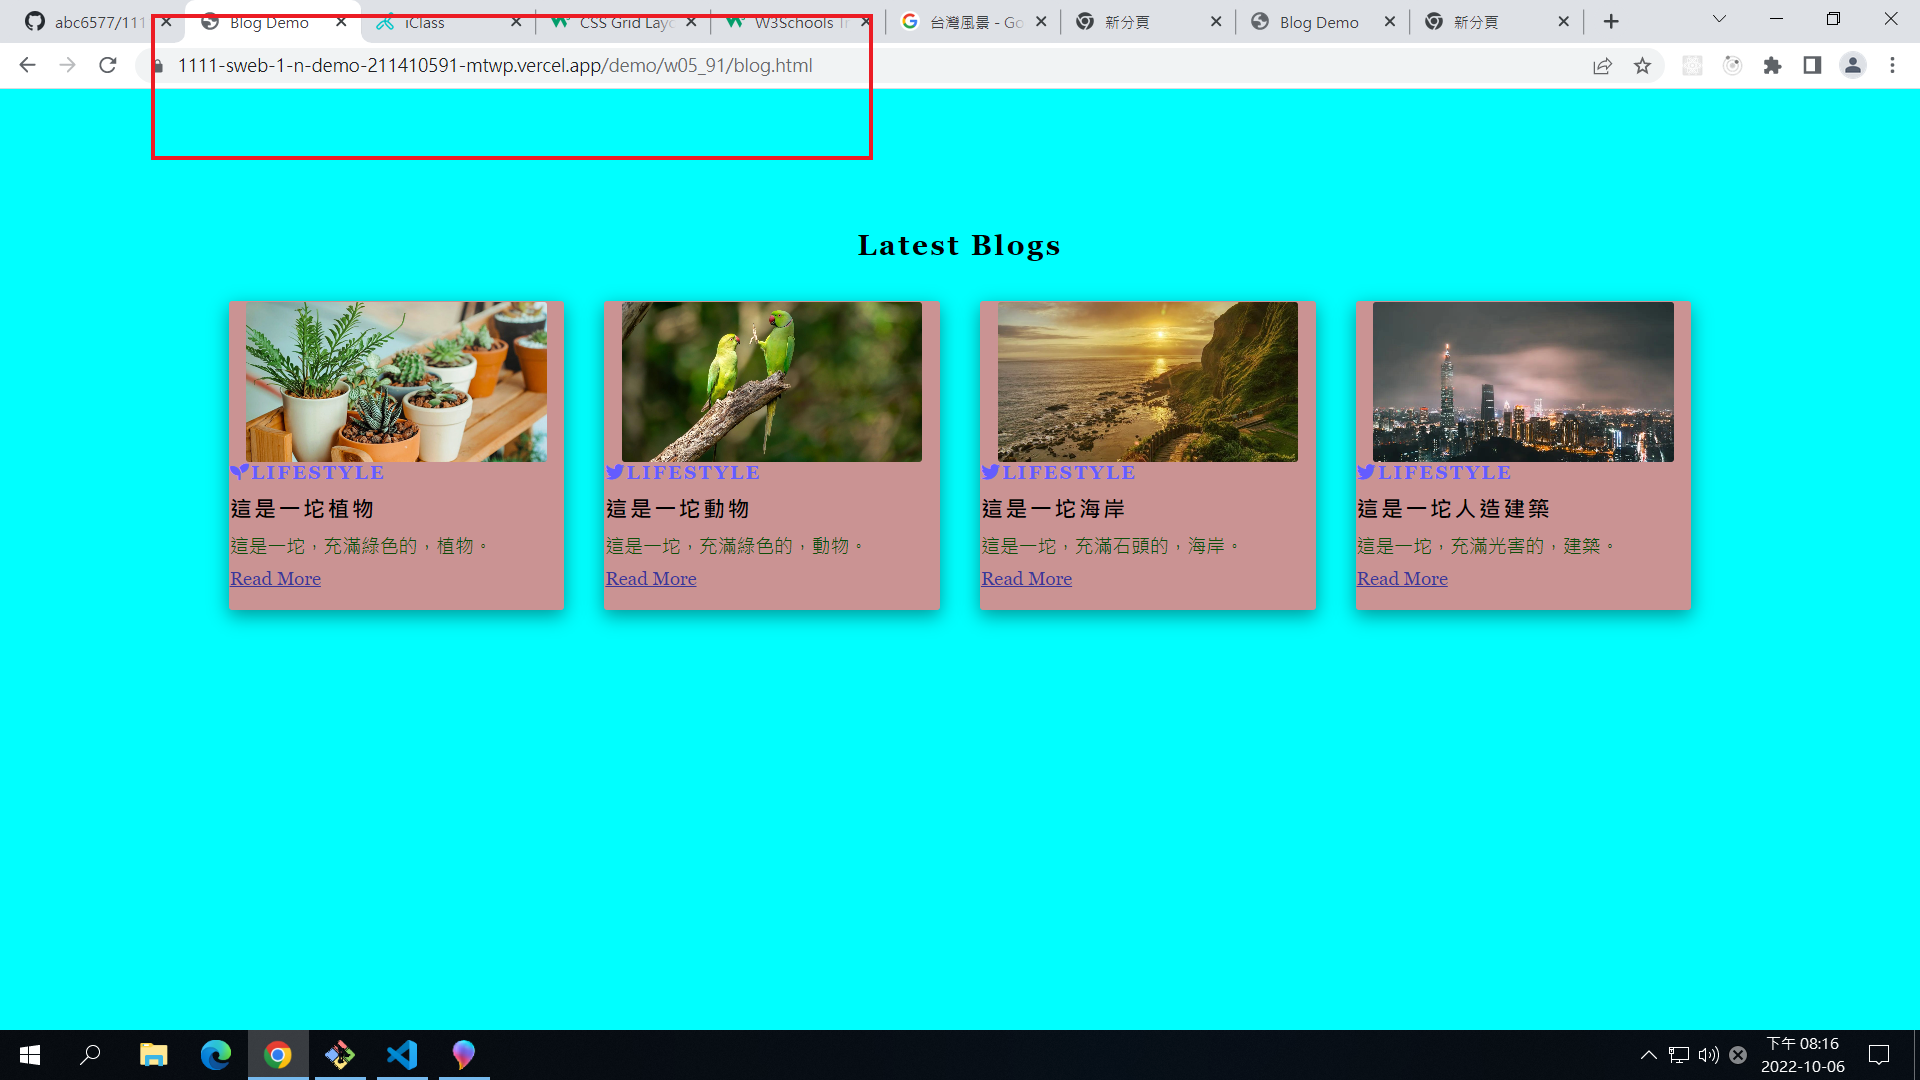 abc6577/111
Blog Demo
iClass
CSS Grid Layo
W3Schools Tr
台灣風景 - Go
新分頁
Blog Demo
新分頁
1111-sweb-1-n-demo-211410591-mtwp.vercel.app/demo/w05_91/blog.html
Latest Blogs
LIFESTYLE
這是一坨植物
這是一坨，充滿綠色的，植物。
Read More
LIFESTYLE
這是一坨動物
這是一坨，充滿綠色的，動物。
Read More
LIFESTYLE
這是一坨海岸
這是一坨，充滿石頭的，海岸。
Read More
LIFESTYLE
這是一坨人造建築
這是一坨，充滿光害的，建築。
Read More
下午 08:16
2022-10-06